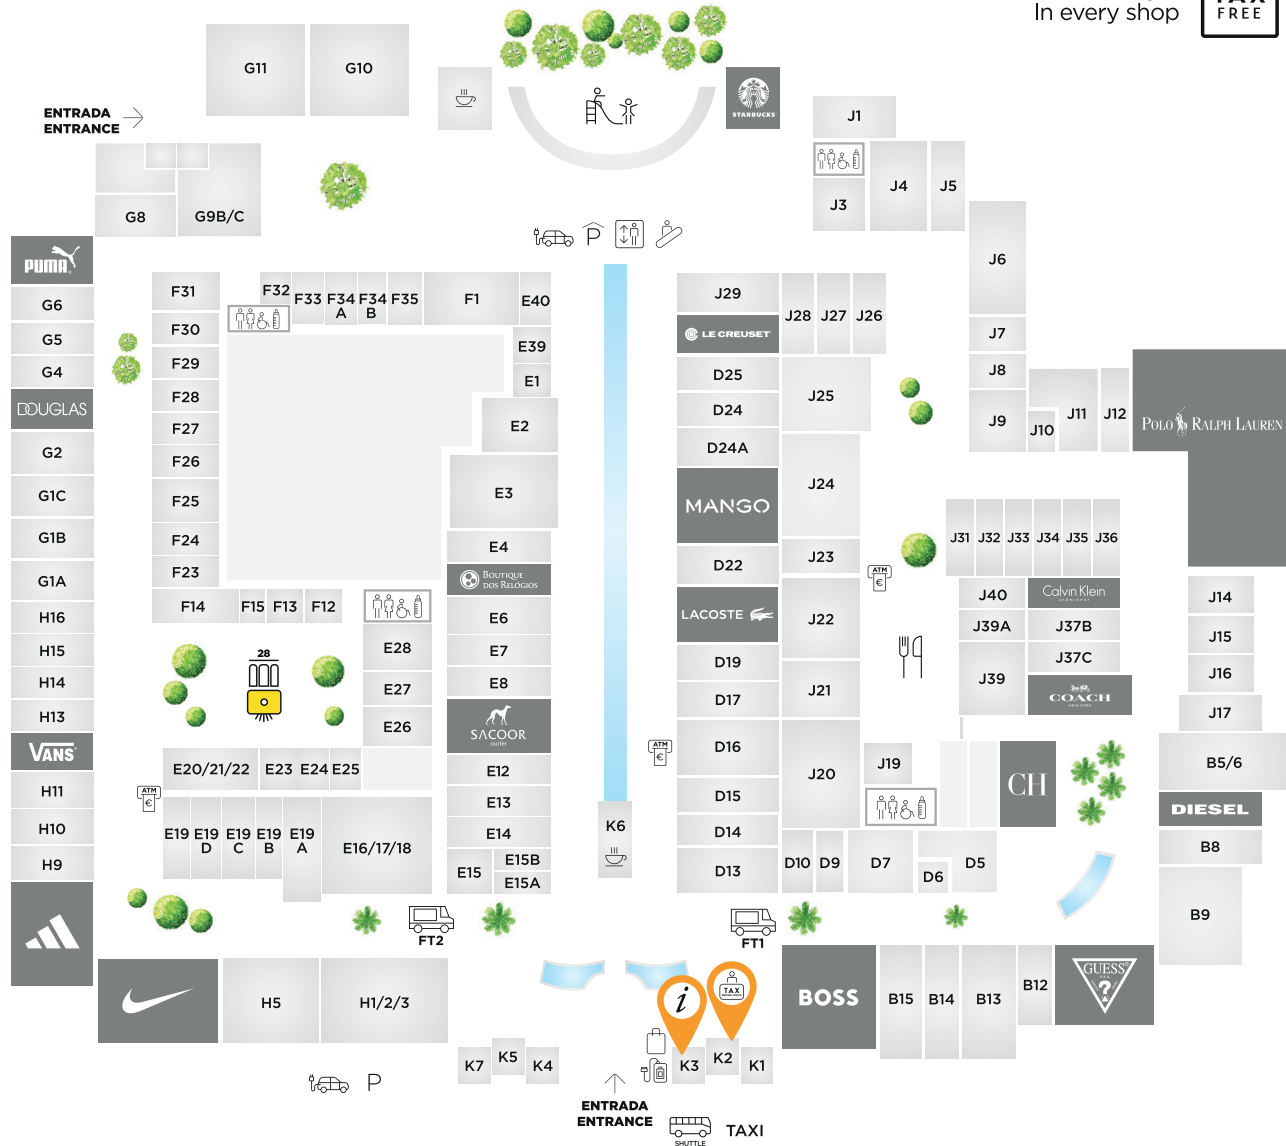 In every shop
TAX
FREE
G11
G10
STARBUCKS
ENTRADA
ENTRANCE
J1
G8
G9B/C
J3
J4
J5
P
PUMA
J6
G6
F31
F32
F33
F34
A
F34
B
F35
F1
E40
J29
J28
J27
J26
G5
F30
LE CREUSET
J7
G4
F29
E39
D25
J25
J8
DOUGLAS
F28
E1
D24
J9
J10
J11
J12
POLO RALPH LAUREN
G2
F27
E2
D24A
F26
G1C
F25
E3
MANGO
J24
G1B
F24
E4
J23
J31
J32
J33
J34
J35
J36
G1A
F23
BOUTIQUE
DOS RELÓGIOS
D22
ATM
€
J40
Calvin Klein
underwear
J14
F14
F15
F13
F12
H16
E6
LACOSTE
J22
J39A
J37B
J15
H15
28
E28
E7
D19
J37C
J16
H14
E27
E8
D17
J21
J39
COACH
NEW YORK
H13
E26
SACOOR
outlet
J17
VANS
ATM
€
D16
J20
J19
B5/6
E20/21/22
E23
E24
E25
E12
CH
H11
ATM
€
E13
D15
DIESEL
H10
E19
E19
D
E19
C
E19
B
E19
A
E16/17/18
E14
K6
D14
B8
H9
E15
E15B
E15A
D13
D10
D9
D7
D6
D5
B9
FT2
FT1
H5
H1/2/3
i
TAX
BOSS
B15
B14
B13
B12
GUESS
?
K7
K5
K4
K3
K2
K1
P
ENTRADA
ENTRANCE
SHUTTLE
TAXI